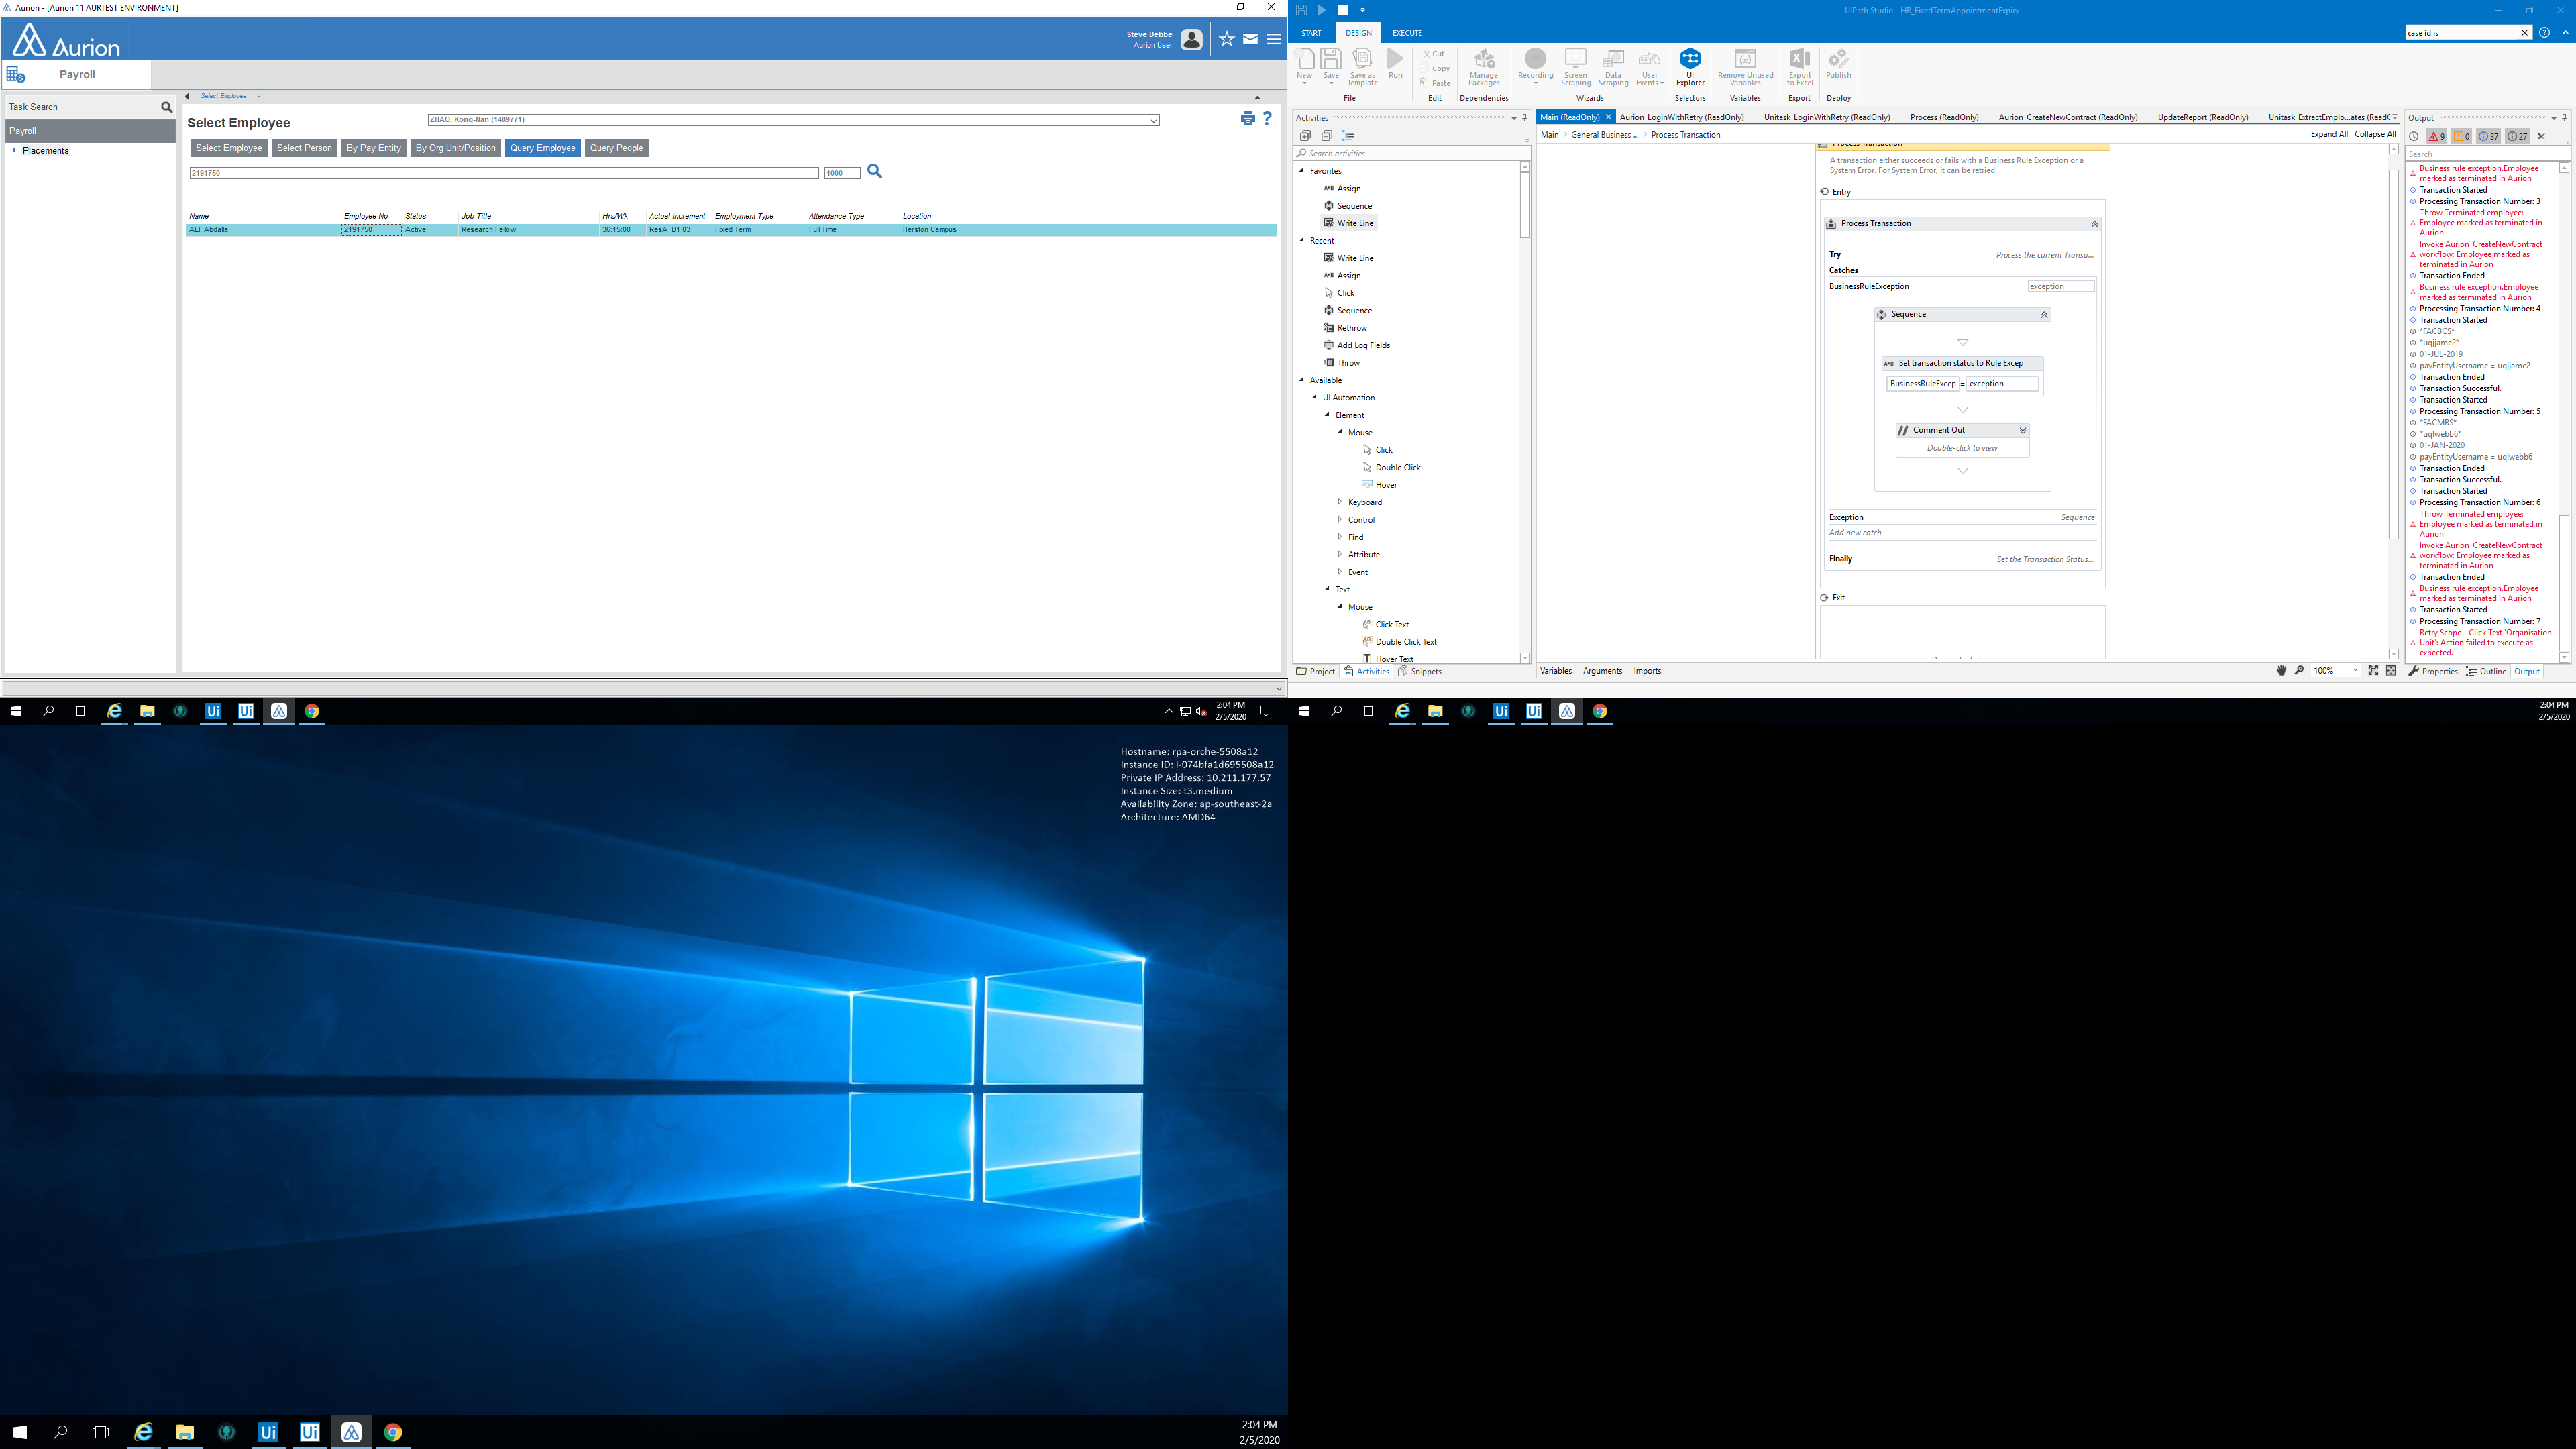 Aurion - [Aurion 11 AURTEST ENVIRONMENT]
Aurion
Steve Debbe
Aurion User
Payroll
Task Search
Payroll
Placements
Select Employee >
Select Employee
ZHAO, Kong-Nan (1489771)
Select Employee Select Person By Pay Entity By Org Unit/Position Query Employee Query People
2191750 1000
Name Employee No Status Job Title Hrs/Wk Actual Increment Employment Type Attendance Type Location
ALI, Abdalla 2191750 Active Research Fellow 36:15:00 ResA B1 03 Fixed Term Full Time Herston Campus
2:04 PM
2/5/2020
UiPath Studio - HR_FixedTermAppointmentExpiry
START DESIGN EXECUTE
case id is
New
Save
Save as Template
Run
File
Cut
Copy
Paste
Edit
Manage Packages
Dependencies
Recording
Screen Scraping
Data Scraping
User Events
Wizards
UI Explorer
Selectors
Remove Unused Variables
Variables
Export to Excel
Export
Publish
Deploy
Activities
Search activities
Favorites
Assign
Sequence
Write Line
Recent
Write Line
Assign
Click
Sequence
Rethrow
Add Log Fields
Throw
Available
UI Automation
Element
Mouse
Click
Double Click
Hover
Keyboard
Control
Find
Attribute
Event
Text
Mouse
Click Text
Double Click Text
Hover Text
Project Activities Snippets
Main (ReadOnly) Aurion_LoginWithRetry (ReadOnly) Unitask_LoginWithRetry (ReadOnly) Process (ReadOnly) Aurion_CreateNewContract (ReadOnly) UpdateReport (ReadOnly) Unitask_ExtractEmplo...ates (ReadC
Main > General Business ... > Process Transaction
Expand All Collapse All
Process Transaction
A transaction either succeeds or fails with a Business Rule Exception or a
System Error. For System Error, it can be retried.
Entry
Process Transaction
Try Process the current Transa...
Catches
BusinessRuleException exception
Sequence
Set transaction status to Rule Excep
BusinessRuleExcep = exception
Comment Out
Double-click to view
Exception Sequence
Add new catch
Finally Set the Transaction Status...
Exit
Variables Arguments Imports
100%
Output
9 0 37 27
Search
Business rule exception.Employee
marked as terminated in Aurion
Transaction Started
Processing Transaction Number: 3
Throw Terminated employee:
Employee marked as terminated in
Aurion
Invoke Aurion_CreateNewContract
workflow: Employee marked as
terminated in Aurion
Transaction Ended
Business rule exception.Employee
marked as terminated in Aurion
Processing Transaction Number: 4
Transaction Started
*FACBCS*
*uqjjame2*
01-JUL-2019
payEntityUsername = uqjjame2
Transaction Ended
Transaction Successful.
Transaction Started
Processing Transaction Number: 5
*FACMBS*
*uqlwebb6*
01-JAN-2020
payEntityUsername = uqlwebb6
Transaction Ended
Transaction Successful.
Transaction Started
Processing Transaction Number: 6
Throw Terminated employee:
Employee marked as terminated in
Aurion
Invoke Aurion_CreateNewContract
workflow: Employee marked as
terminated in Aurion
Transaction Ended
Business rule exception.Employee
marked as terminated in Aurion
Transaction Started
Processing Transaction Number: 7
Retry Scope - Click Text 'Organisation
Unit': Action failed to execute as
expected.
Properties Outline Output
2:04 PM
2/5/2020
Hostname: rpa-orche-5508a12
Instance ID: i-074bfa1d695508a12
Private IP Address: 10.211.177.57
Instance Size: t3.medium
Availability Zone: ap-southeast-2a
Architecture: AMD64
2:04 PM
2/5/2020